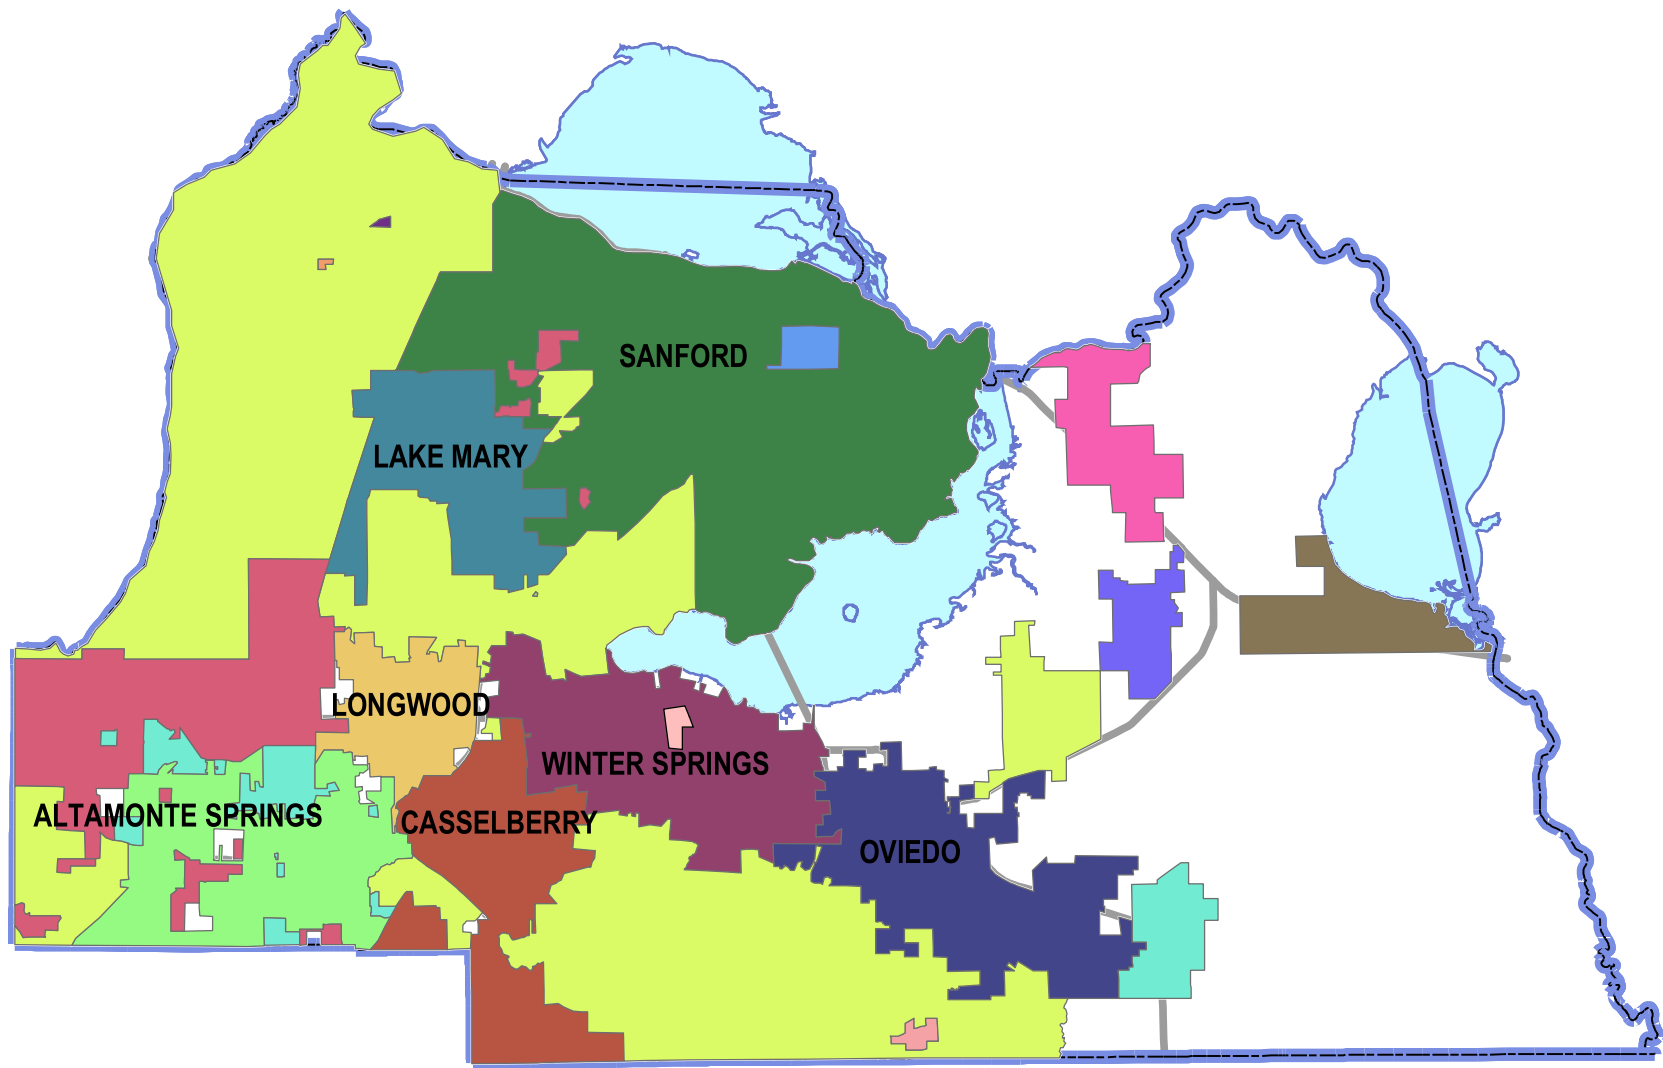 SANFORD
LAKE MARY
LONGWOOD
WINTER SPRINGS
ALTAMONTE SPRINGS
CASSELBERRY
OVIEDO